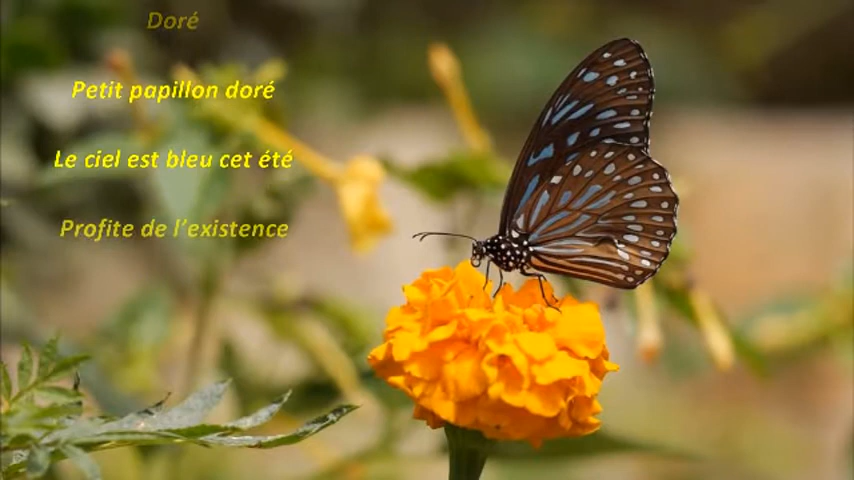 Doré
Petit papillon doré
Le ciel est bleu cet été
Profite de l'existence